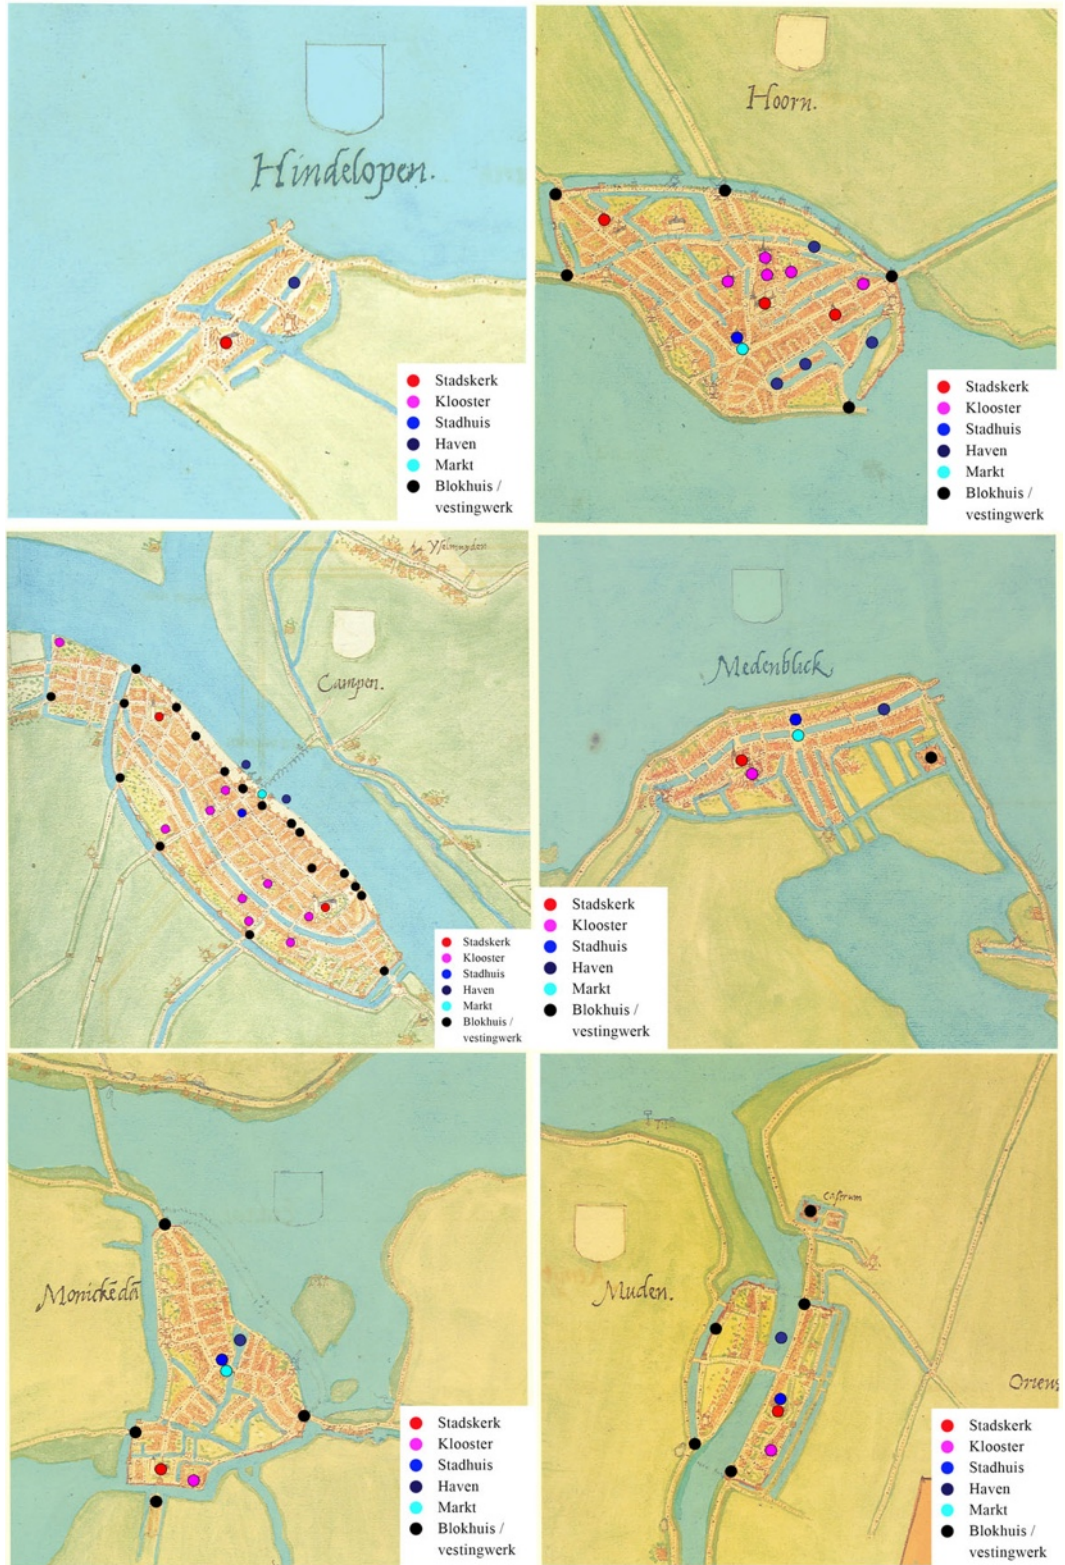 Hindelopen.
Stadskerk
Klooster
Stadhuis
Haven
Markt
Blokhuis /
vestingwerk
Hoorn.
Stadskerk
Klooster
Stadhuis
Haven
Markt
Blokhuis /
vestingwerk
Campen.
Stadskerk
Klooster
Stadhuis
Haven
Markt
Blokhuis /
vestingwerk
Medenblick
Stadskerk
Klooster
Stadhuis
Haven
Markt
Blokhuis /
vestingwerk
Monickēdā
Stadskerk
Klooster
Stadhuis
Haven
Markt
Blokhuis /
vestingwerk
Castrum
Muden.
Oriens
Stadskerk
Klooster
Stadhuis
Haven
Markt
Blokhuis /
vestingwerk